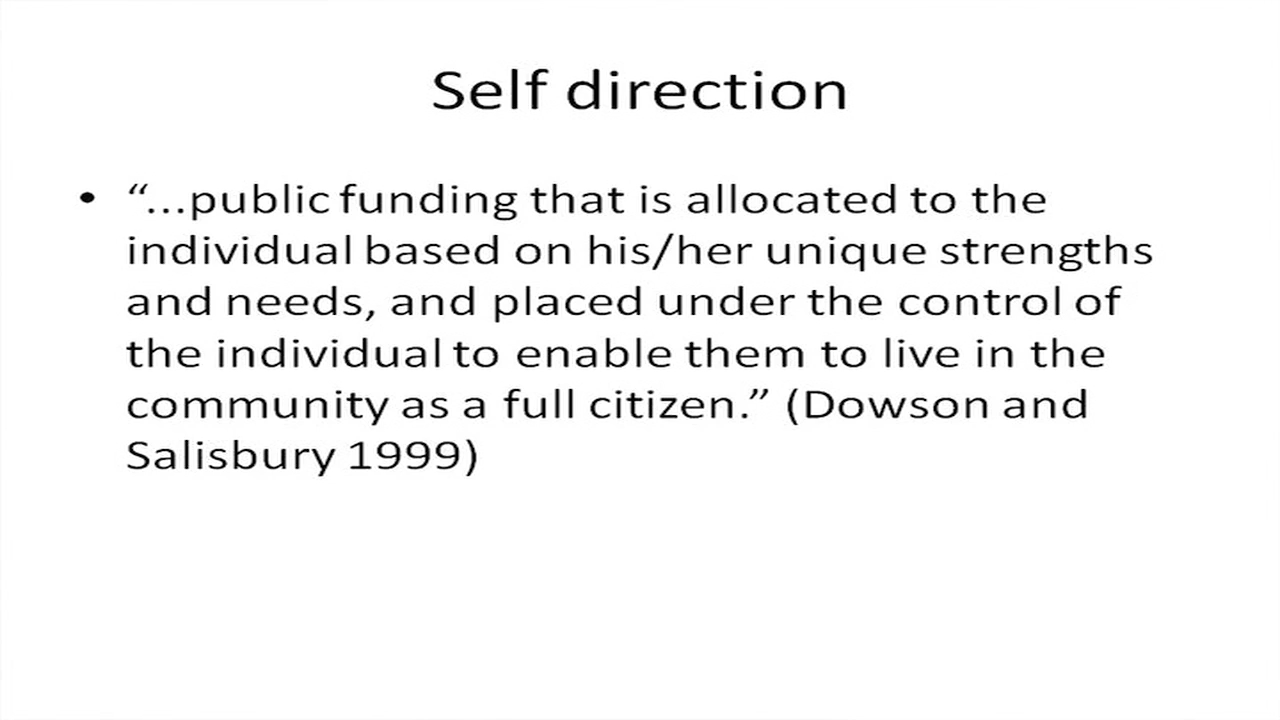 Self direction
• “...public funding that is allocated to the
individual based on his/her unique strengths
and needs, and placed under the control of
the individual to enable them to live in the
community as a full citizen.” (Dowson and
Salisbury 1999)